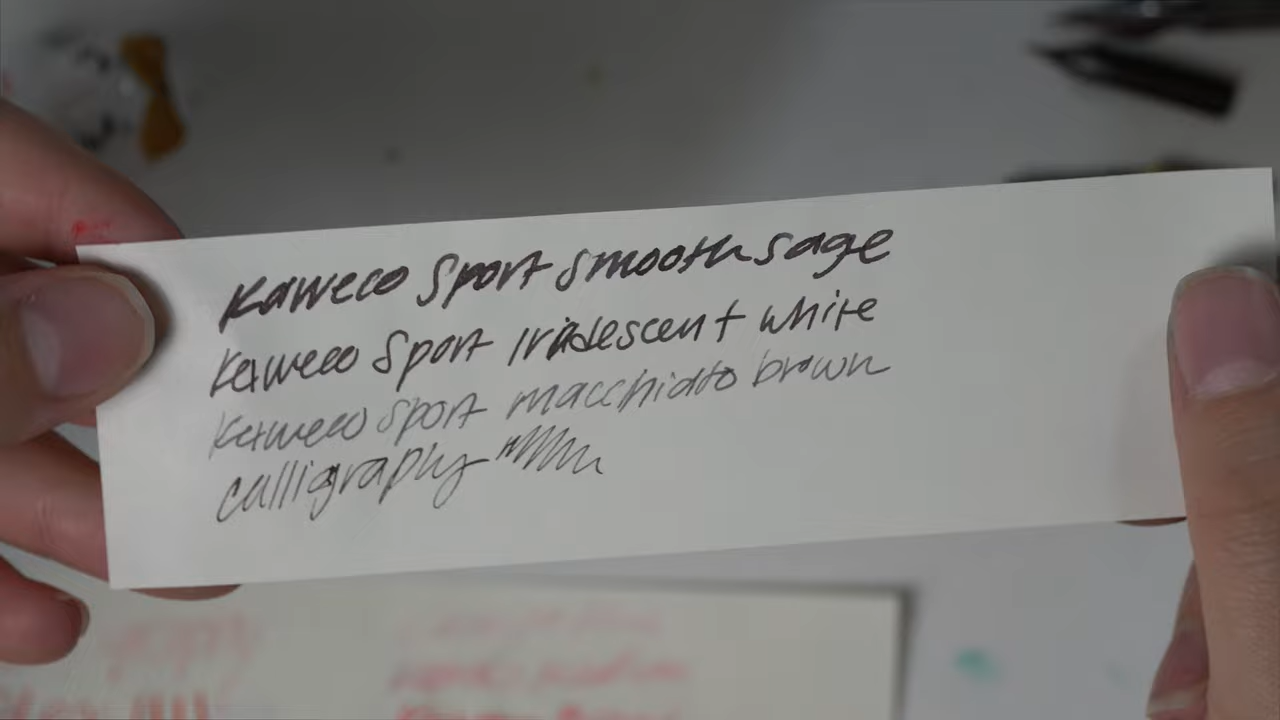 Kaweco Sport smooth sage
Kaweco Sport Iridescent white
Kaweco Sport macchiato brown
calligraphy